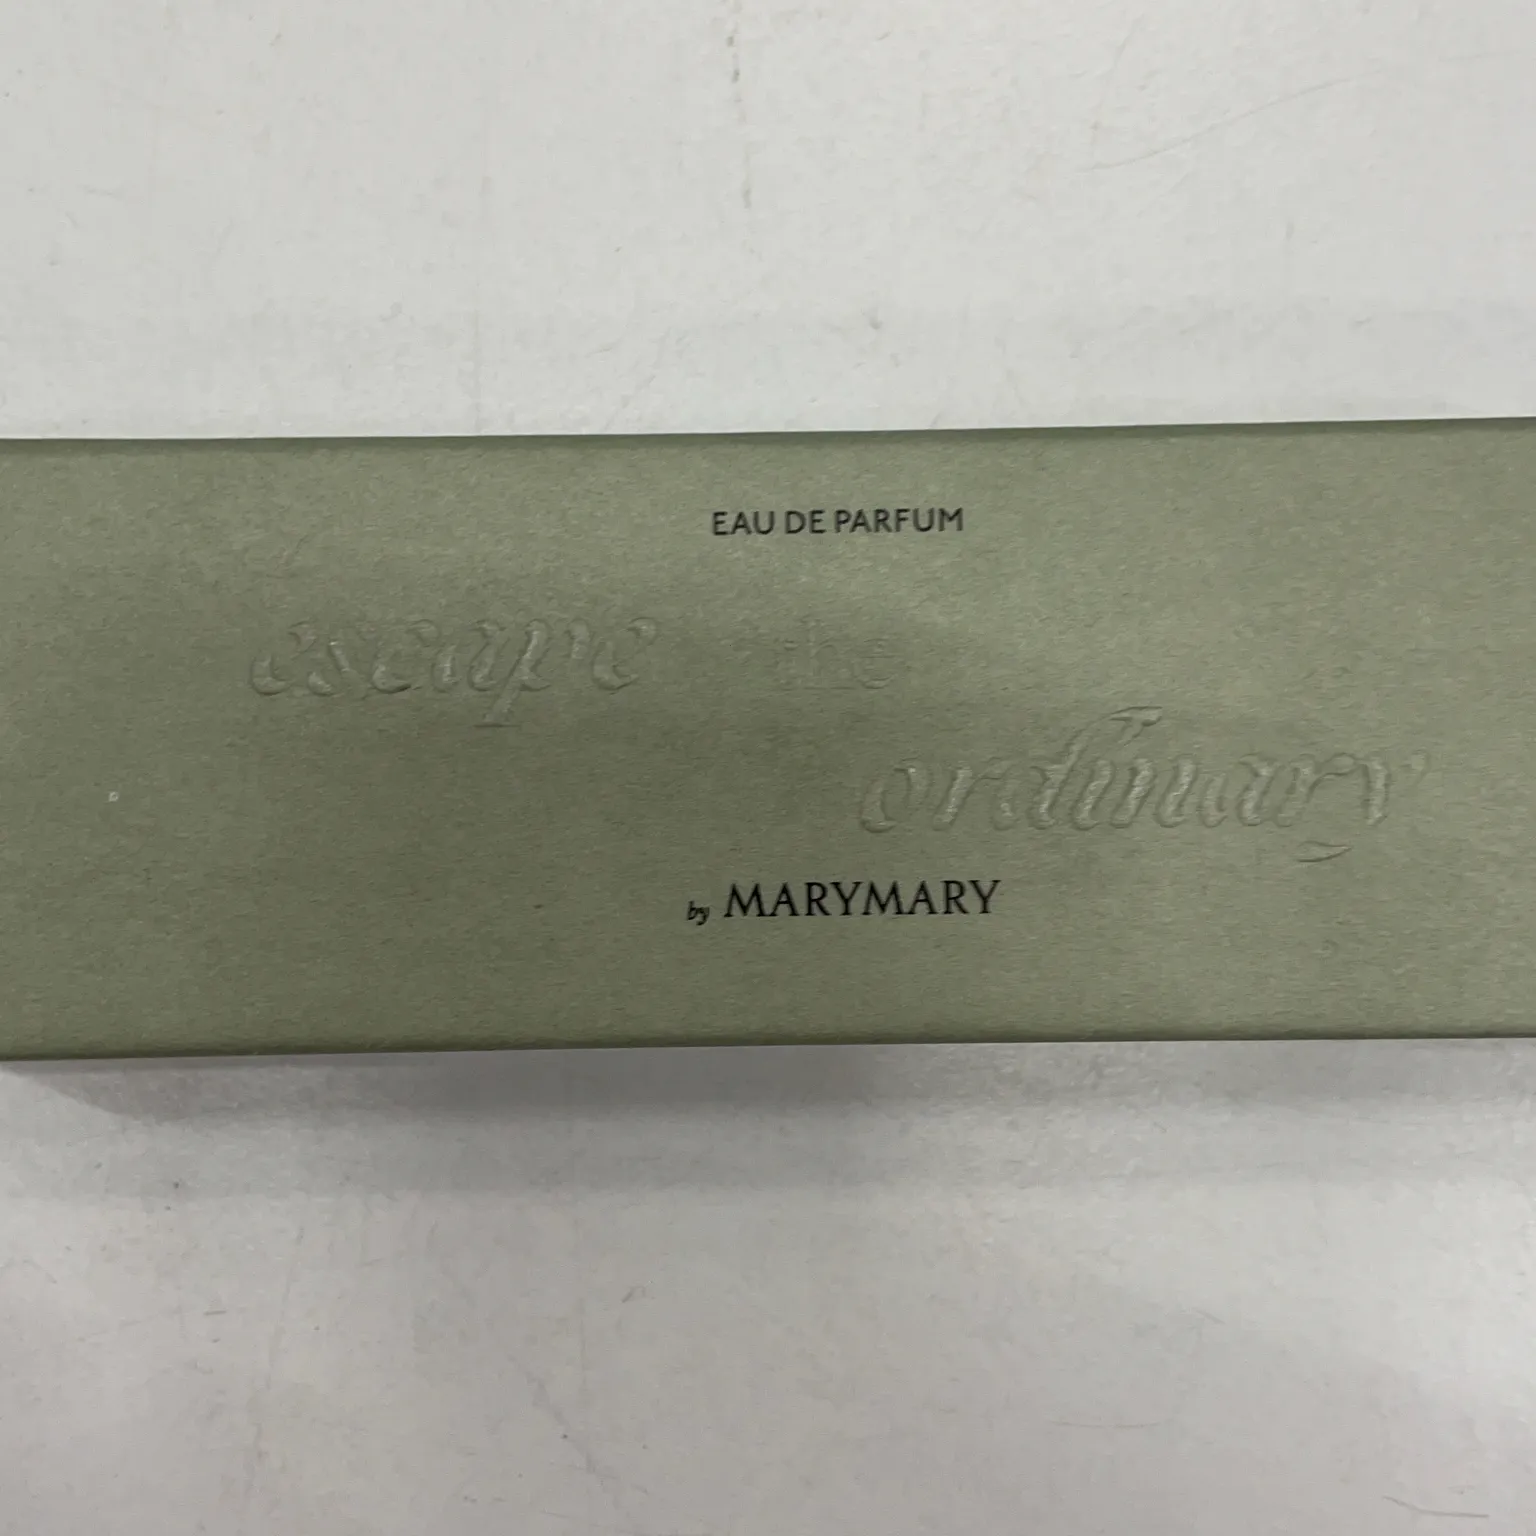 EAU DE PARFUM
escape the
ordinary
by MARYMARY